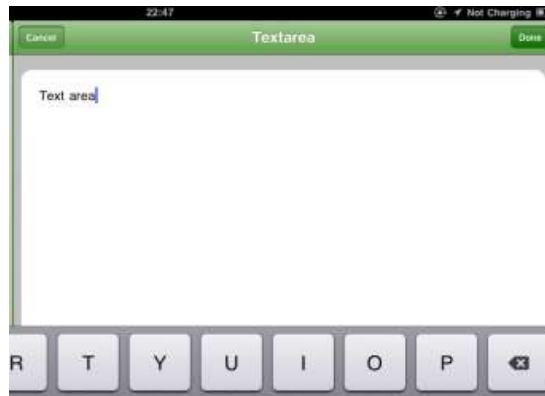 22:47 Not Charging
Cancel Textarea Done
Text area
R T Y U I O P